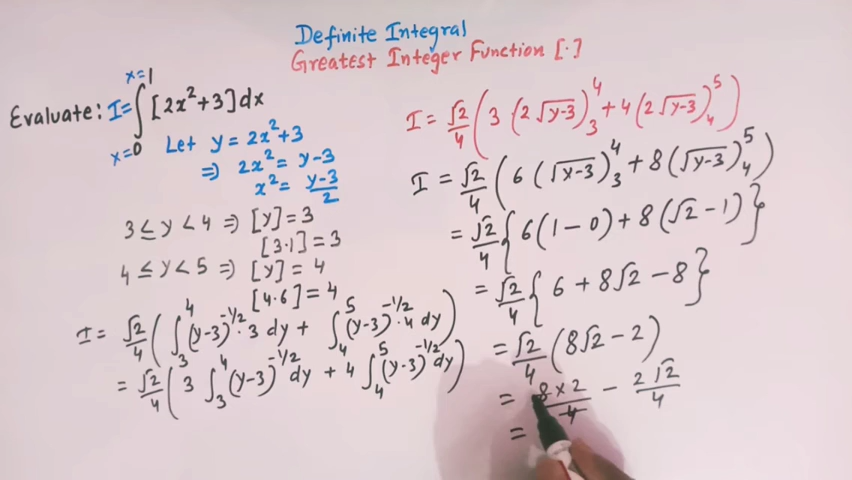 Definite Integral
Greatest Integer Function [·]
x=1
Evaluate: I = ∫ [2x²+3] dx
x=0
Let y = 2x²+3
⇒ 2x² = y-3
x² = (y-3)/2
3 ≤ y < 4 ⇒ [y] = 3
[3·1] = 3
4 ≤ y < 5 ⇒ [y] = 4
[4·6] = 4
I = √2/4 ( ∫₃⁴ (y-3)^(-1/2) · 3 dy + ∫₄⁵ (y-3)^(-1/2) · 4 dy )
= √2/4 ( 3 ∫₃⁴ (y-3)^(-1/2) dy + 4 ∫₄⁵ (y-3)^(-1/2) dy )
I = √2/4 ( 3 (2√(y-3))₃⁴ + 4 (2√(y-3))₄⁵ )
I = √2/4 ( 6 (√(y-3))₃⁴ + 8 (√(y-3))₄⁵ )
= √2/4 { 6(1-0) + 8(√2-1) }
= √2/4 { 6 + 8√2 - 8 }
= √2/4 (8√2 - 2)
= (8×2)/4 - 2√2/4
=